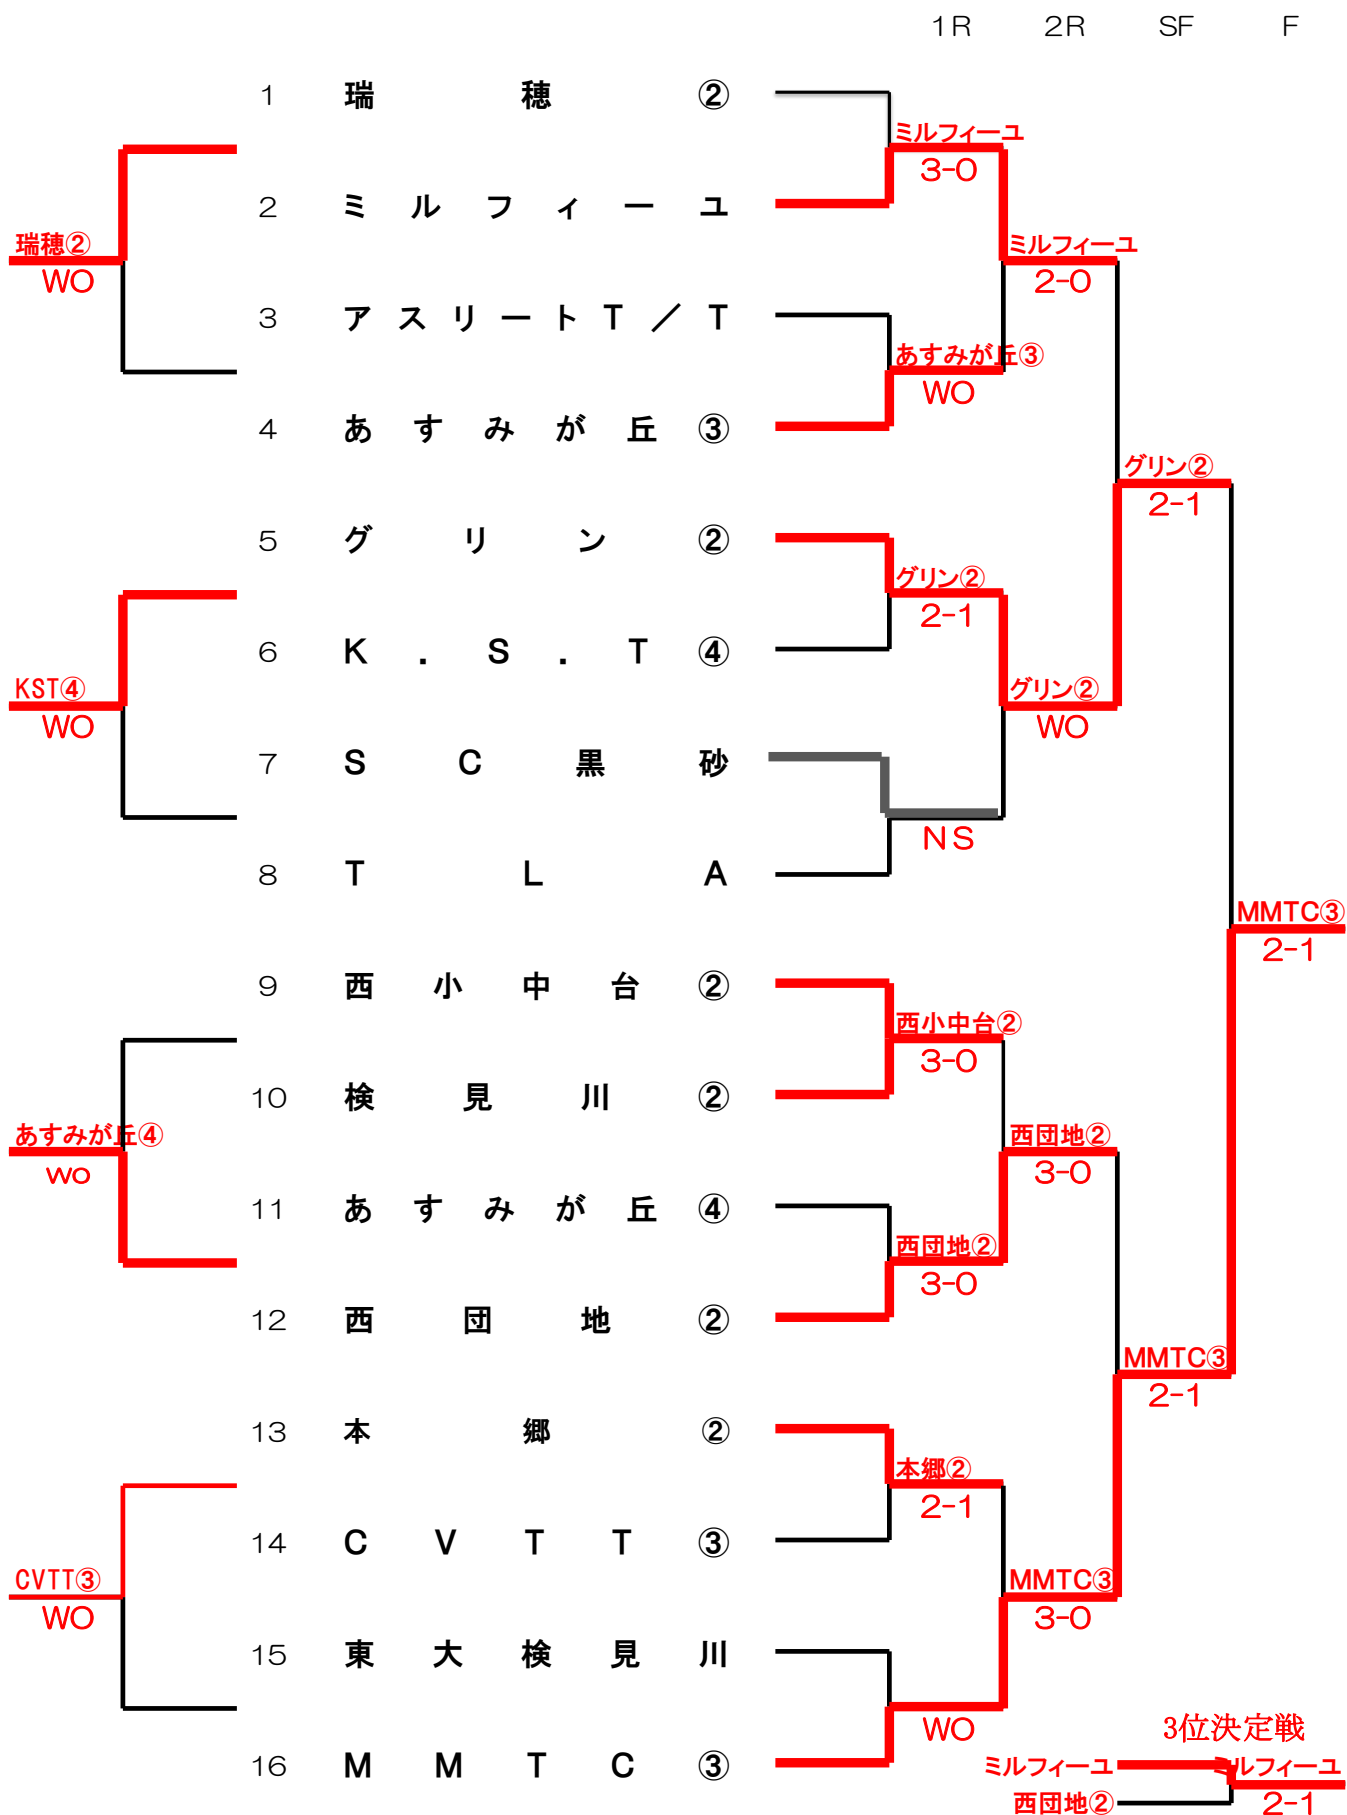 1R 2R SF F
1 瑞穂②
ミルフィーユ
3-0
2 ミルフィーユ
瑞穂②
WO
ミルフィーユ
2-0
3 アスリートT／T
あすみが丘③
WO
4 あすみが丘③
グリン②
2-1
5 グリン②
グリン②
2-1
6 K.S.T④
KST④
WO
グリン②
WO
7 SC黒砂
NS
8 TLA
MMTC③
2-1
9 西小中台②
西小中台②
3-0
10 検見川②
あすみが丘④
WO
西団地②
3-0
11 あすみが丘④
西団地②
3-0
12 西団地②
MMTC③
2-1
13 本郷②
本郷②
2-1
14 CVTT③
CVTT③
WO
MMTC③
3-0
15 東大検見川
WO
16 MMTC③
3位決定戦
ミルフィーユ
ミルフィーユ
西団地②
2-1